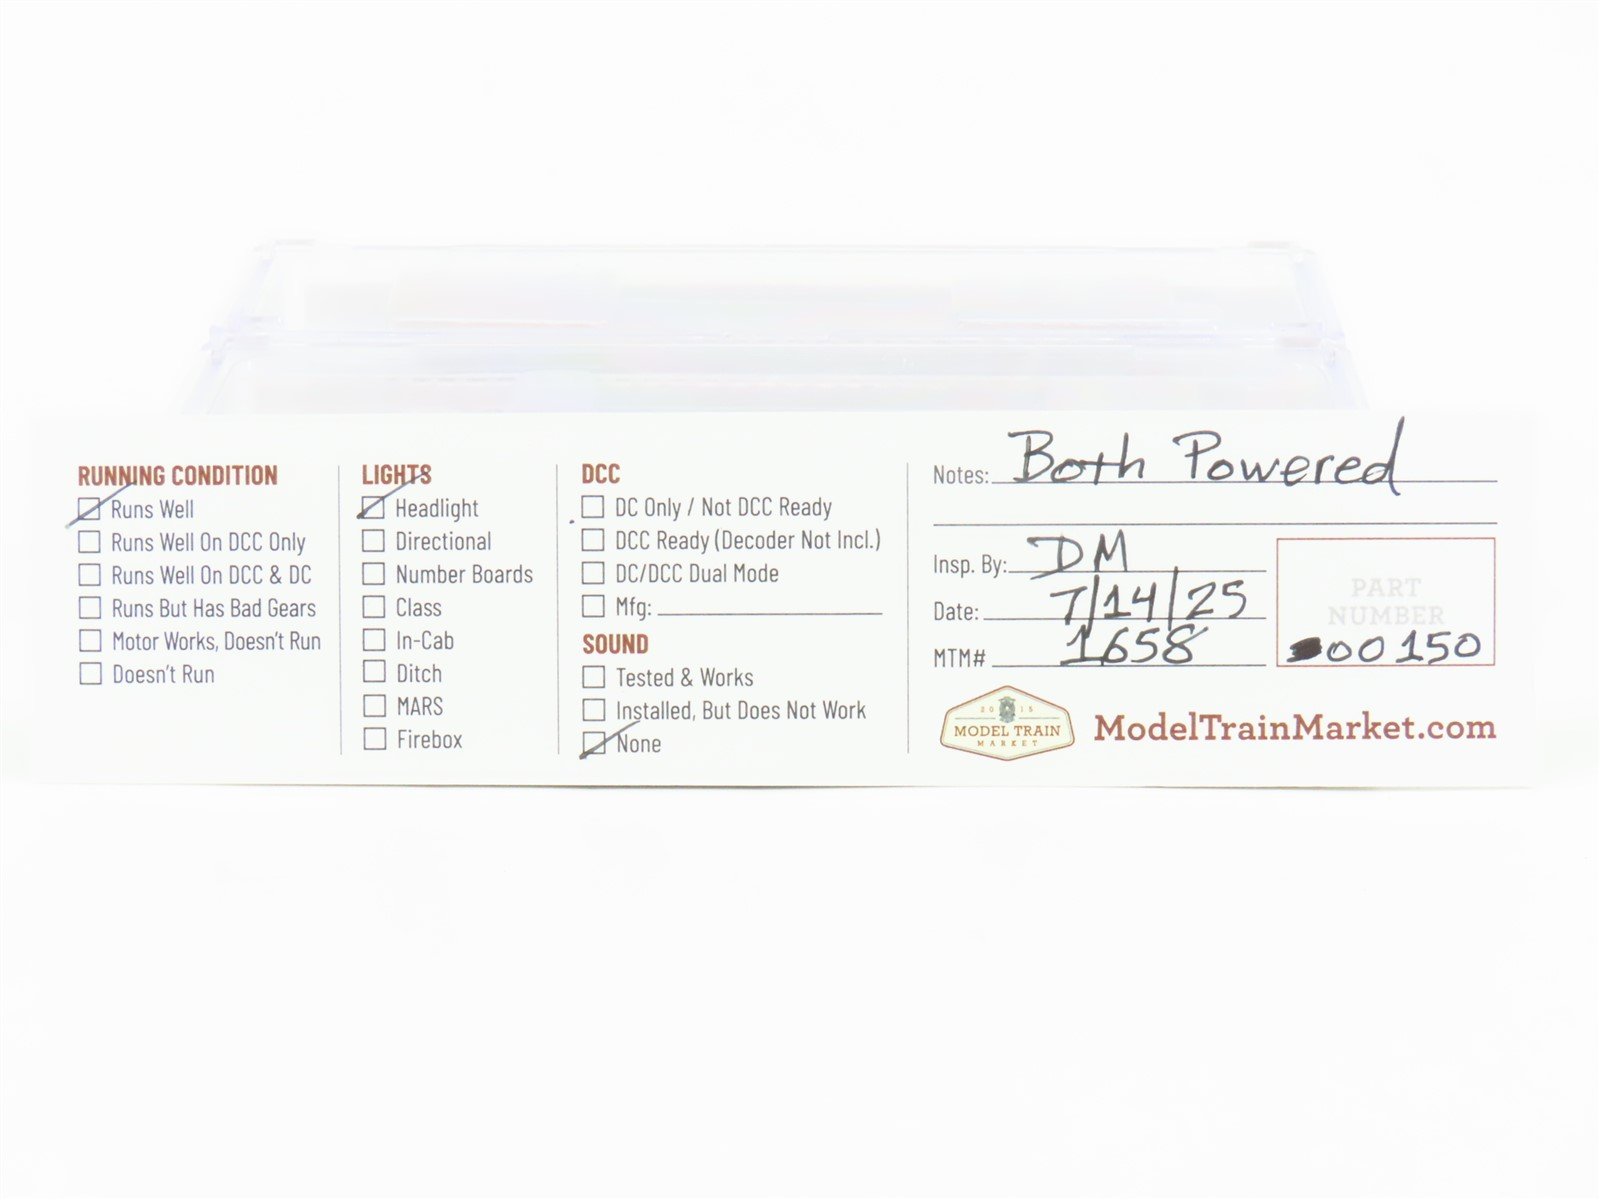 RUNNING CONDITION
Runs Well
Runs Well On DCC Only
Runs Well On DCC & DC
Runs But Has Bad Gears
Motor Works, Doesn't Run
Doesn't Run
LIGHTS
Headlight
Directional
Number Boards
Class
In-Cab
Ditch
MARS
Firebox
DCC
DC Only / Not DCC Ready
DCC Ready (Decoder Not Incl.)
DC/DCC Dual Mode
Mfg:
SOUND
Tested & Works
Installed, But Does Not Work
None
Notes: Both Powered
Insp. By: DM
Date: 7/14/25
MTM# 1658
PART
NUMBER
00150
2015
MODEL TRAIN
MARKET
ModelTrainMarket.com